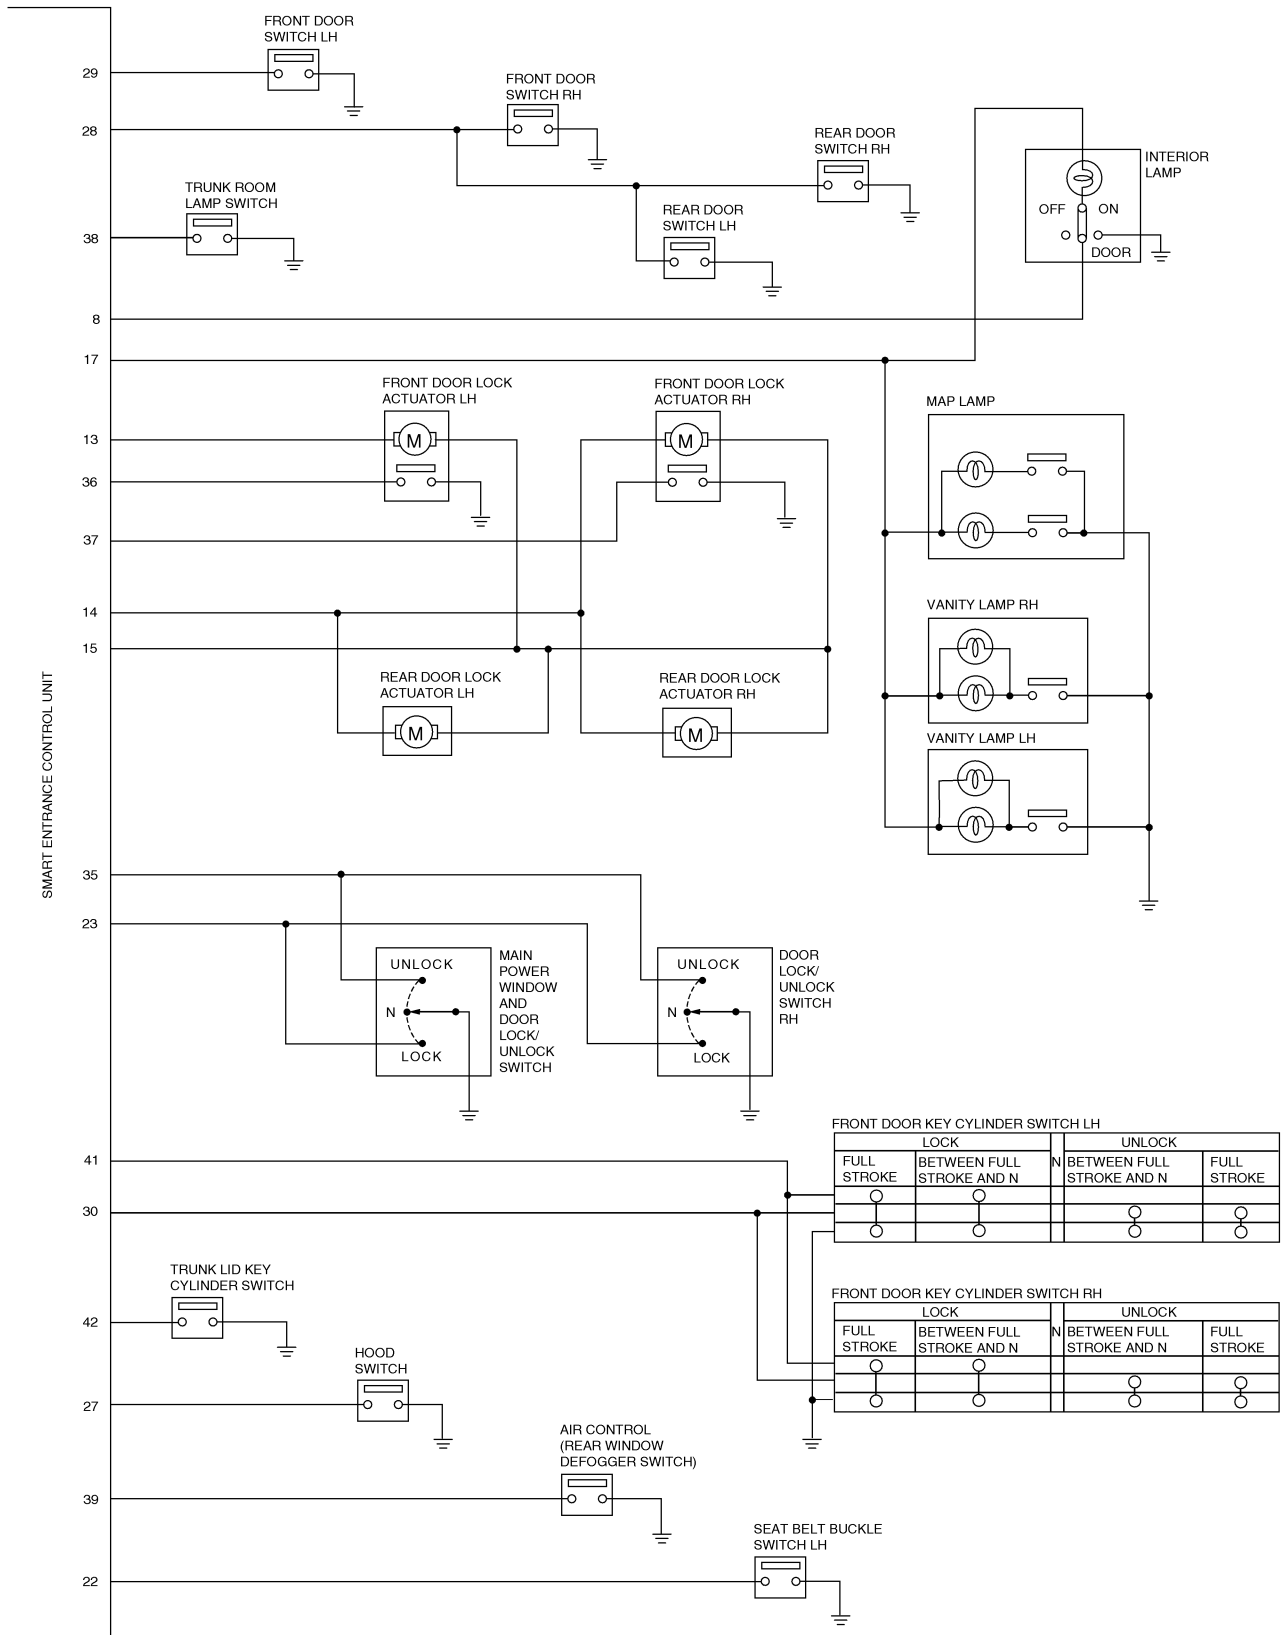 FRONT DOOR
SWITCH LH
29
FRONT DOOR
SWITCH RH
28
REAR DOOR
SWITCH RH
INTERIOR
LAMP
TRUNK ROOM
LAMP SWITCH
REAR DOOR
SWITCH LH
OFF ON
38
DOOR
8
17
FRONT DOOR LOCK
ACTUATOR LH
FRONT DOOR LOCK
ACTUATOR RH
MAP LAMP
13
M
M
36
37
14
VANITY LAMP RH
15
REAR DOOR LOCK
ACTUATOR LH
REAR DOOR LOCK
ACTUATOR RH
M
M
VANITY LAMP LH
SMART ENTRANCE CONTROL UNIT
35
23
UNLOCK
N
LOCK
MAIN
POWER
WINDOW
AND
DOOR
LOCK/
UNLOCK
SWITCH
UNLOCK
N
LOCK
DOOR
LOCK/
UNLOCK
SWITCH
RH
FRONT DOOR KEY CYLINDER SWITCH LH
LOCK UNLOCK
41
FULL
STROKE
BETWEEN FULL
STROKE AND N
N
BETWEEN FULL
STROKE AND N
FULL
STROKE
30
TRUNK LID KEY
CYLINDER SWITCH
FRONT DOOR KEY CYLINDER SWITCH RH
LOCK UNLOCK
42
FULL
STROKE
BETWEEN FULL
STROKE AND N
N
BETWEEN FULL
STROKE AND N
FULL
STROKE
HOOD
SWITCH
27
AIR CONTROL
(REAR WINDOW
DEFOGGER SWITCH)
39
SEAT BELT BUCKLE
SWITCH LH
22